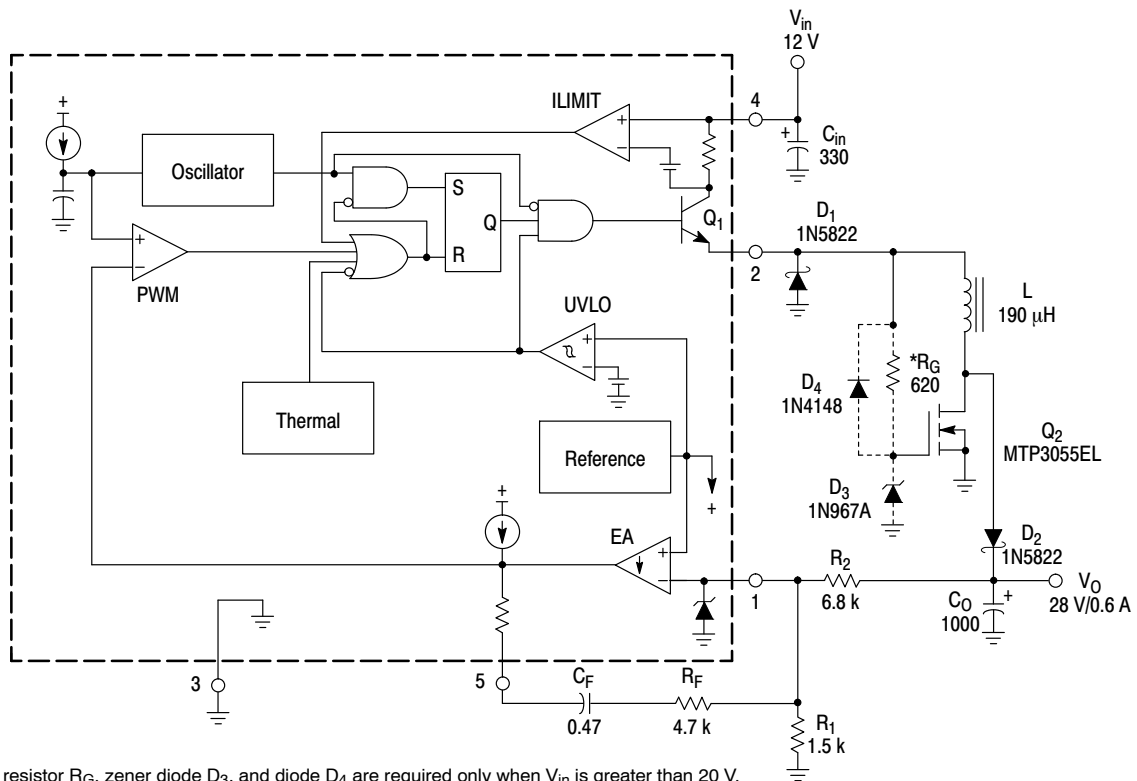 V_in
12 V
+
ILIMIT
4
+
−
+
C_in
330
Oscillator
S
Q
R
Q_1
D_1
1N5822
2
+
−
PWM
L
190 μH
UVLO
+
−
*R_G
620
D_4
1N4148
Thermal
Q_2
MTP3055EL
Reference
D_3
1N967A
+
+
EA
+
−
D_2
1N5822
1
R_2
6.8 k
V_O
28 V/0.6 A
C_O
1000
+
3
5
C_F
0.47
R_F
4.7 k
R_1
1.5 k
resistor R_G, zener diode D_3, and diode D_4 are required only when V_in is greater than 20 V.